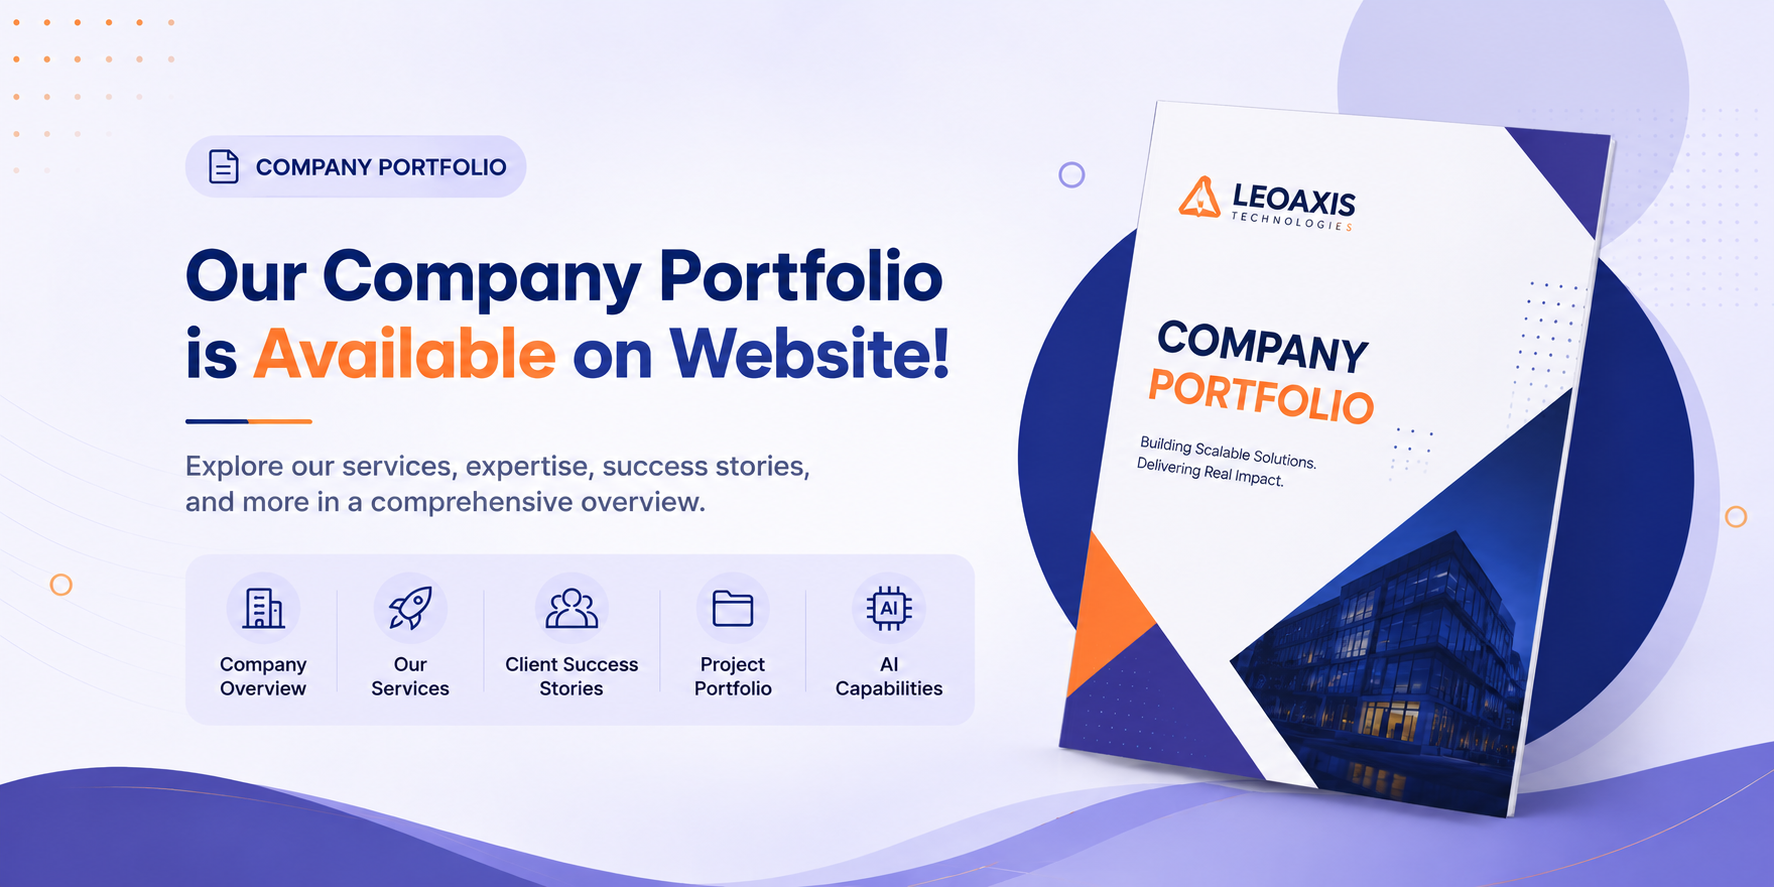 COMPANY PORTFOLIO
Our Company Portfolio
is Available on Website!
Explore our services, expertise, success stories,
and more in a comprehensive overview.
Company
Overview
Our
Services
Client Success
Stories
Project
Portfolio
AI
AI
Capabilities
LEOAXIS
TECHNOLOGIES
COMPANY
PORTFOLIO
Building Scalable Solutions.
Delivering Real Impact.